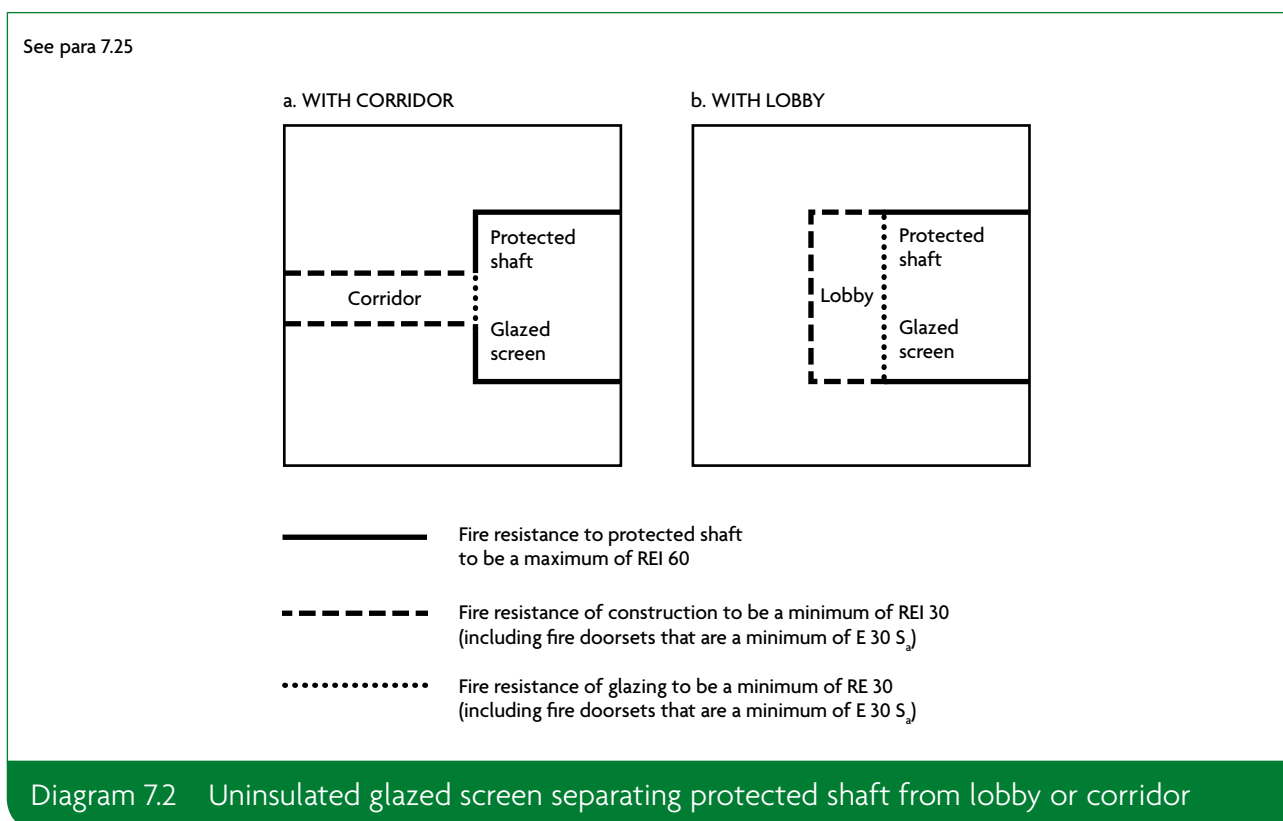 See para 7.25
a. WITH CORRIDOR
Protected
shaft
Corridor
Glazed
screen
b. WITH LOBBY
Protected
shaft
Lobby
Glazed
screen
Fire resistance to protected shaft
to be a maximum of REI 60
Fire resistance of construction to be a minimum of REI 30
(including fire doorsets that are a minimum of E 30 Sa)
Fire resistance of glazing to be a minimum of RE 30
(including fire doorsets that are a minimum of E 30 Sa)
Diagram 7.2 Uninsulated glazed screen separating protected shaft from lobby or corridor